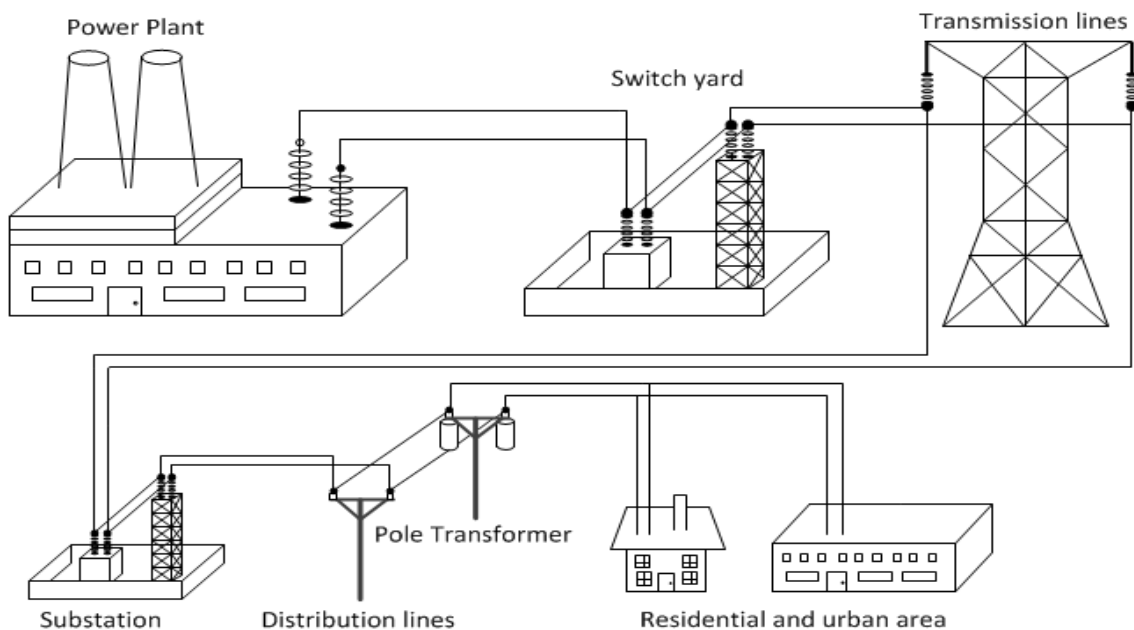 Power Plant
Transmission lines
Switch yard
Pole Transformer
Substation
Distribution lines
Residential and urban area